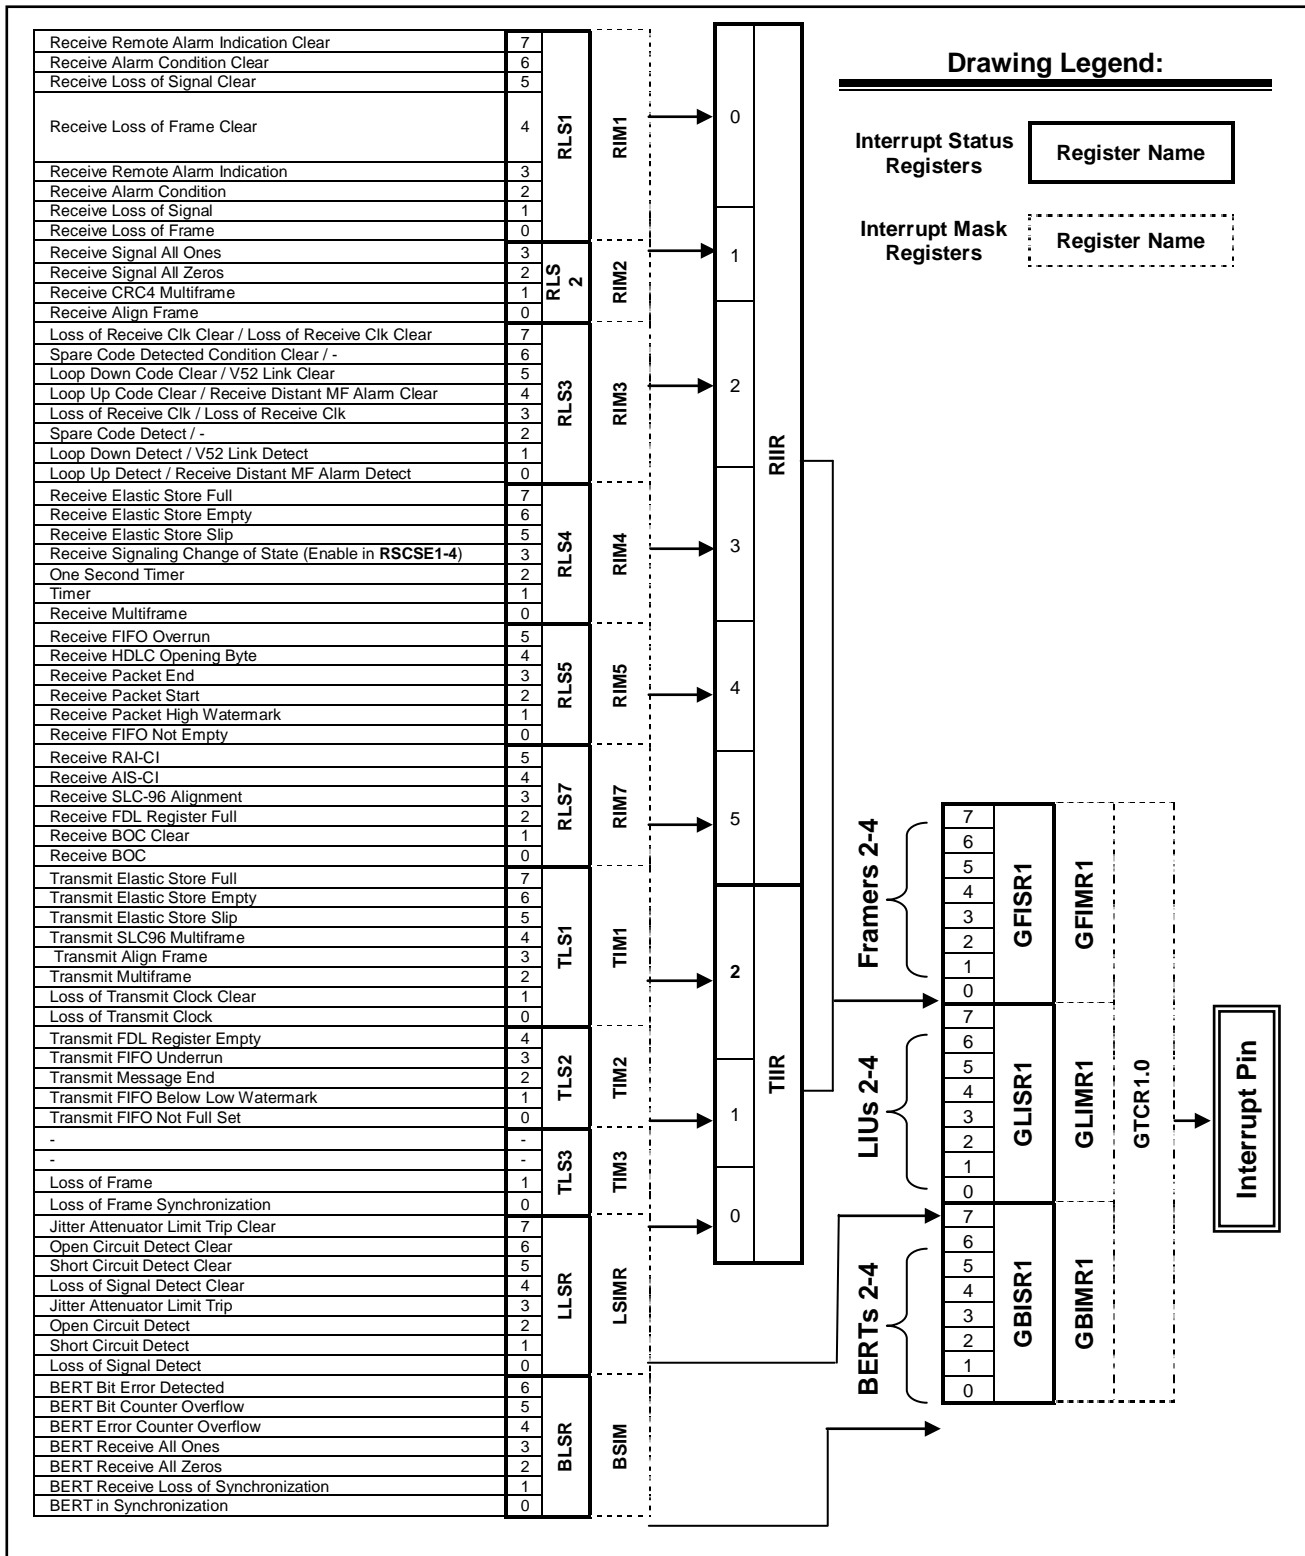 Receive Remote Alarm Indication Clear 7
Receive Alarm Condition Clear 6
Receive Loss of Signal Clear 5
Receive Loss of Frame Clear 4
Receive Remote Alarm Indication 3
Receive Alarm Condition 2
Receive Loss of Signal 1
Receive Loss of Frame 0
RLS1
RIM1
Receive Signal All Ones 3
Receive Signal All Zeros 2
Receive CRC4 Multiframe 1
Receive Align Frame 0
RLS
2
RIM2
Loss of Receive Clk Clear / Loss of Receive Clk Clear 7
Spare Code Detected Condition Clear / - 6
Loop Down Code Clear / V52 Link Clear 5
Loop Up Code Clear / Receive Distant MF Alarm Clear 4
Loss of Receive Clk / Loss of Receive Clk 3
Spare Code Detect / - 2
Loop Down Detect / V52 Link Detect 1
Loop Up Detect / Receive Distant MF Alarm Detect 0
RLS3
RIM3
Receive Elastic Store Full 7
Receive Elastic Store Empty 6
Receive Elastic Store Slip 5
Receive Signaling Change of State (Enable in RSCSE1-4) 3
One Second Timer 2
Timer 1
Receive Multiframe 0
RLS4
RIM4
Receive FIFO Overrun 5
Receive HDLC Opening Byte 4
Receive Packet End 3
Receive Packet Start 2
Receive Packet High Watermark 1
Receive FIFO Not Empty 0
RLS5
RIM5
Receive RAI-CI 5
Receive AIS-CI 4
Receive SLC-96 Alignment 3
Receive FDL Register Full 2
Receive BOC Clear 1
Receive BOC 0
RLS7
RIM7
Transmit Elastic Store Full 7
Transmit Elastic Store Empty 6
Transmit Elastic Store Slip 5
Transmit SLC96 Multiframe 4
Transmit Align Frame 3
Transmit Multiframe 2
Loss of Transmit Clock Clear 1
Loss of Transmit Clock 0
TLS1
TIM1
Transmit FDL Register Empty 4
Transmit FIFO Underrun 3
Transmit Message End 2
Transmit FIFO Below Low Watermark 1
Transmit FIFO Not Full Set 0
TLS2
TIM2
- -
- -
Loss of Frame 1
Loss of Frame Synchronization 0
TLS3
TIM3
Jitter Attenuator Limit Trip Clear 7
Open Circuit Detect Clear 6
Short Circuit Detect Clear 5
Loss of Signal Detect Clear 4
Jitter Attenuator Limit Trip 3
Open Circuit Detect 2
Short Circuit Detect 1
Loss of Signal Detect 0
LLSR
LSIMR
BERT Bit Error Detected 6
BERT Bit Counter Overflow 5
BERT Error Counter Overflow 4
BERT Receive All Ones 3
BERT Receive All Zeros 2
BERT Receive Loss of Synchronization 1
BERT in Synchronization 0
BLSR
BSIM
0
1
2
3
4
5
RIIR
2
1
0
TIIR
Drawing Legend:
Interrupt Status
Registers
Register Name
Interrupt Mask
Registers
Register Name
Framers 2-4
7
6
5
4
3
2
1
0
GFISR1
GFIMR1
LIUs 2-4
7
6
5
4
3
2
1
0
GLISR1
GLIMR1
BERTs 2-4
7
6
5
4
3
2
1
0
GBISR1
GBIMR1
GTCR1.0
Interrupt Pin